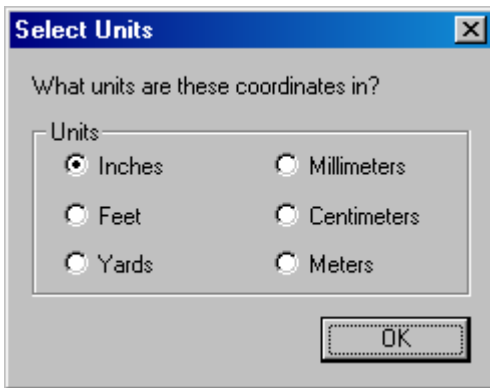 Select Units
What units are these coordinates in?
Units
Inches Millimeters
Feet Centimeters
Yards Meters
OK